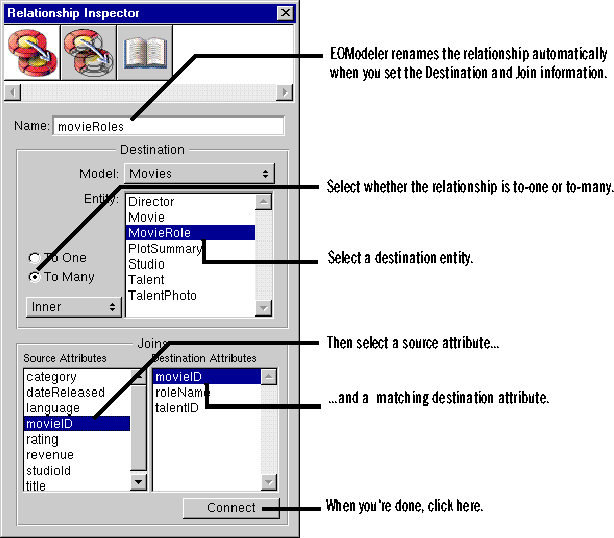 Relationship Inspector
EOModeler renames the relationship automatically
when you set the Destination and Join information.
Name: movieRoles
Destination
Model: Movies
Select whether the relationship is to-one or to-many.
Entity:
Director
Movie
MovieRole
PlotSummary
Studio
Talent
TalentPhoto
Select a destination entity.
To One
To Many
Inner
Joins
Then select a source attribute...
Source Attributes
category
dateReleased
language
movieID
rating
revenue
studioId
title
Destination Attributes
movieID
roleName
talentID
...and a matching destination attribute.
Connect
When you're done, click here.